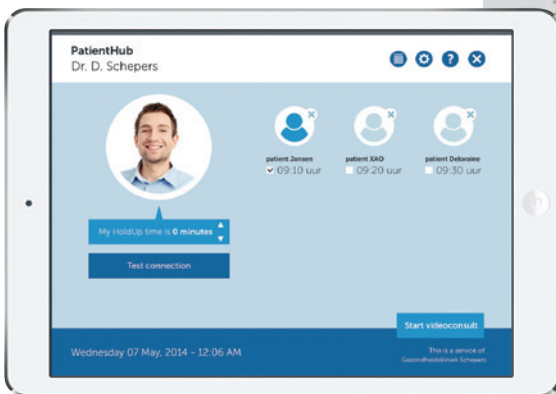 PatientHub
Dr. D. Schepers
patient Jansen
09:10 uur
patient XAO
09:20 uur
patient Deloraine
09:30 uur
My HoldUp time is 0 minutes
Test connection
Start videoconsult
Wednesday 07 May, 2014 - 12:06 AM
This is a service of
Gezondheidskliniek Schepers